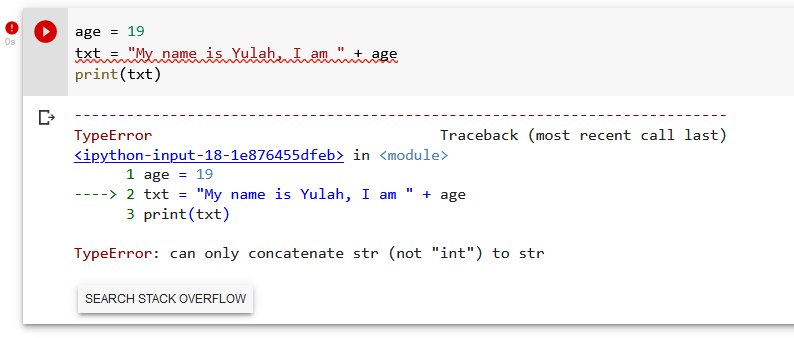 age = 19
txt = "My name is Yulah, I am " + age
print(txt)
0s
---------------------------------------------------------------------------
TypeError                                 Traceback (most recent call last)
<ipython-input-18-1e876455dfeb> in <module>
      1 age = 19
----> 2 txt = "My name is Yulah, I am " + age
      3 print(txt)
TypeError: can only concatenate str (not "int") to str
SEARCH STACK OVERFLOW